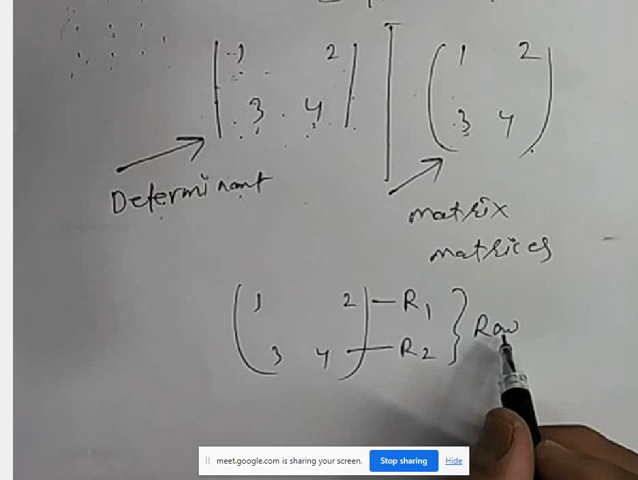 1 2
3 4
Determinant
1 2
3 4
matrix
matrices
1 2 R1
3 4 R2
Row
meet.google.com is sharing your screen. Stop sharing Hide